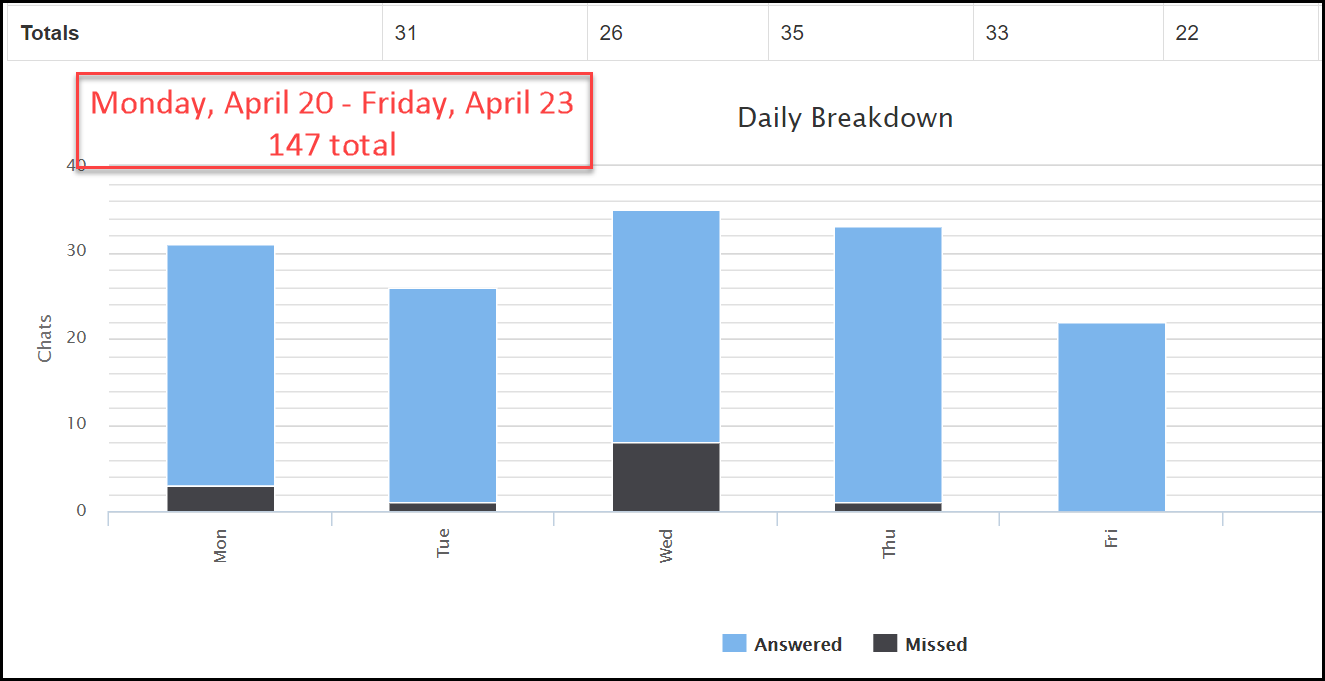 Totals 31 26 35 33 22
Monday, April 20 - Friday, April 23
147 total
Daily Breakdown
40
30
20
10
0
Chats
Mon Tue Wed Thu Fri
Answered Missed